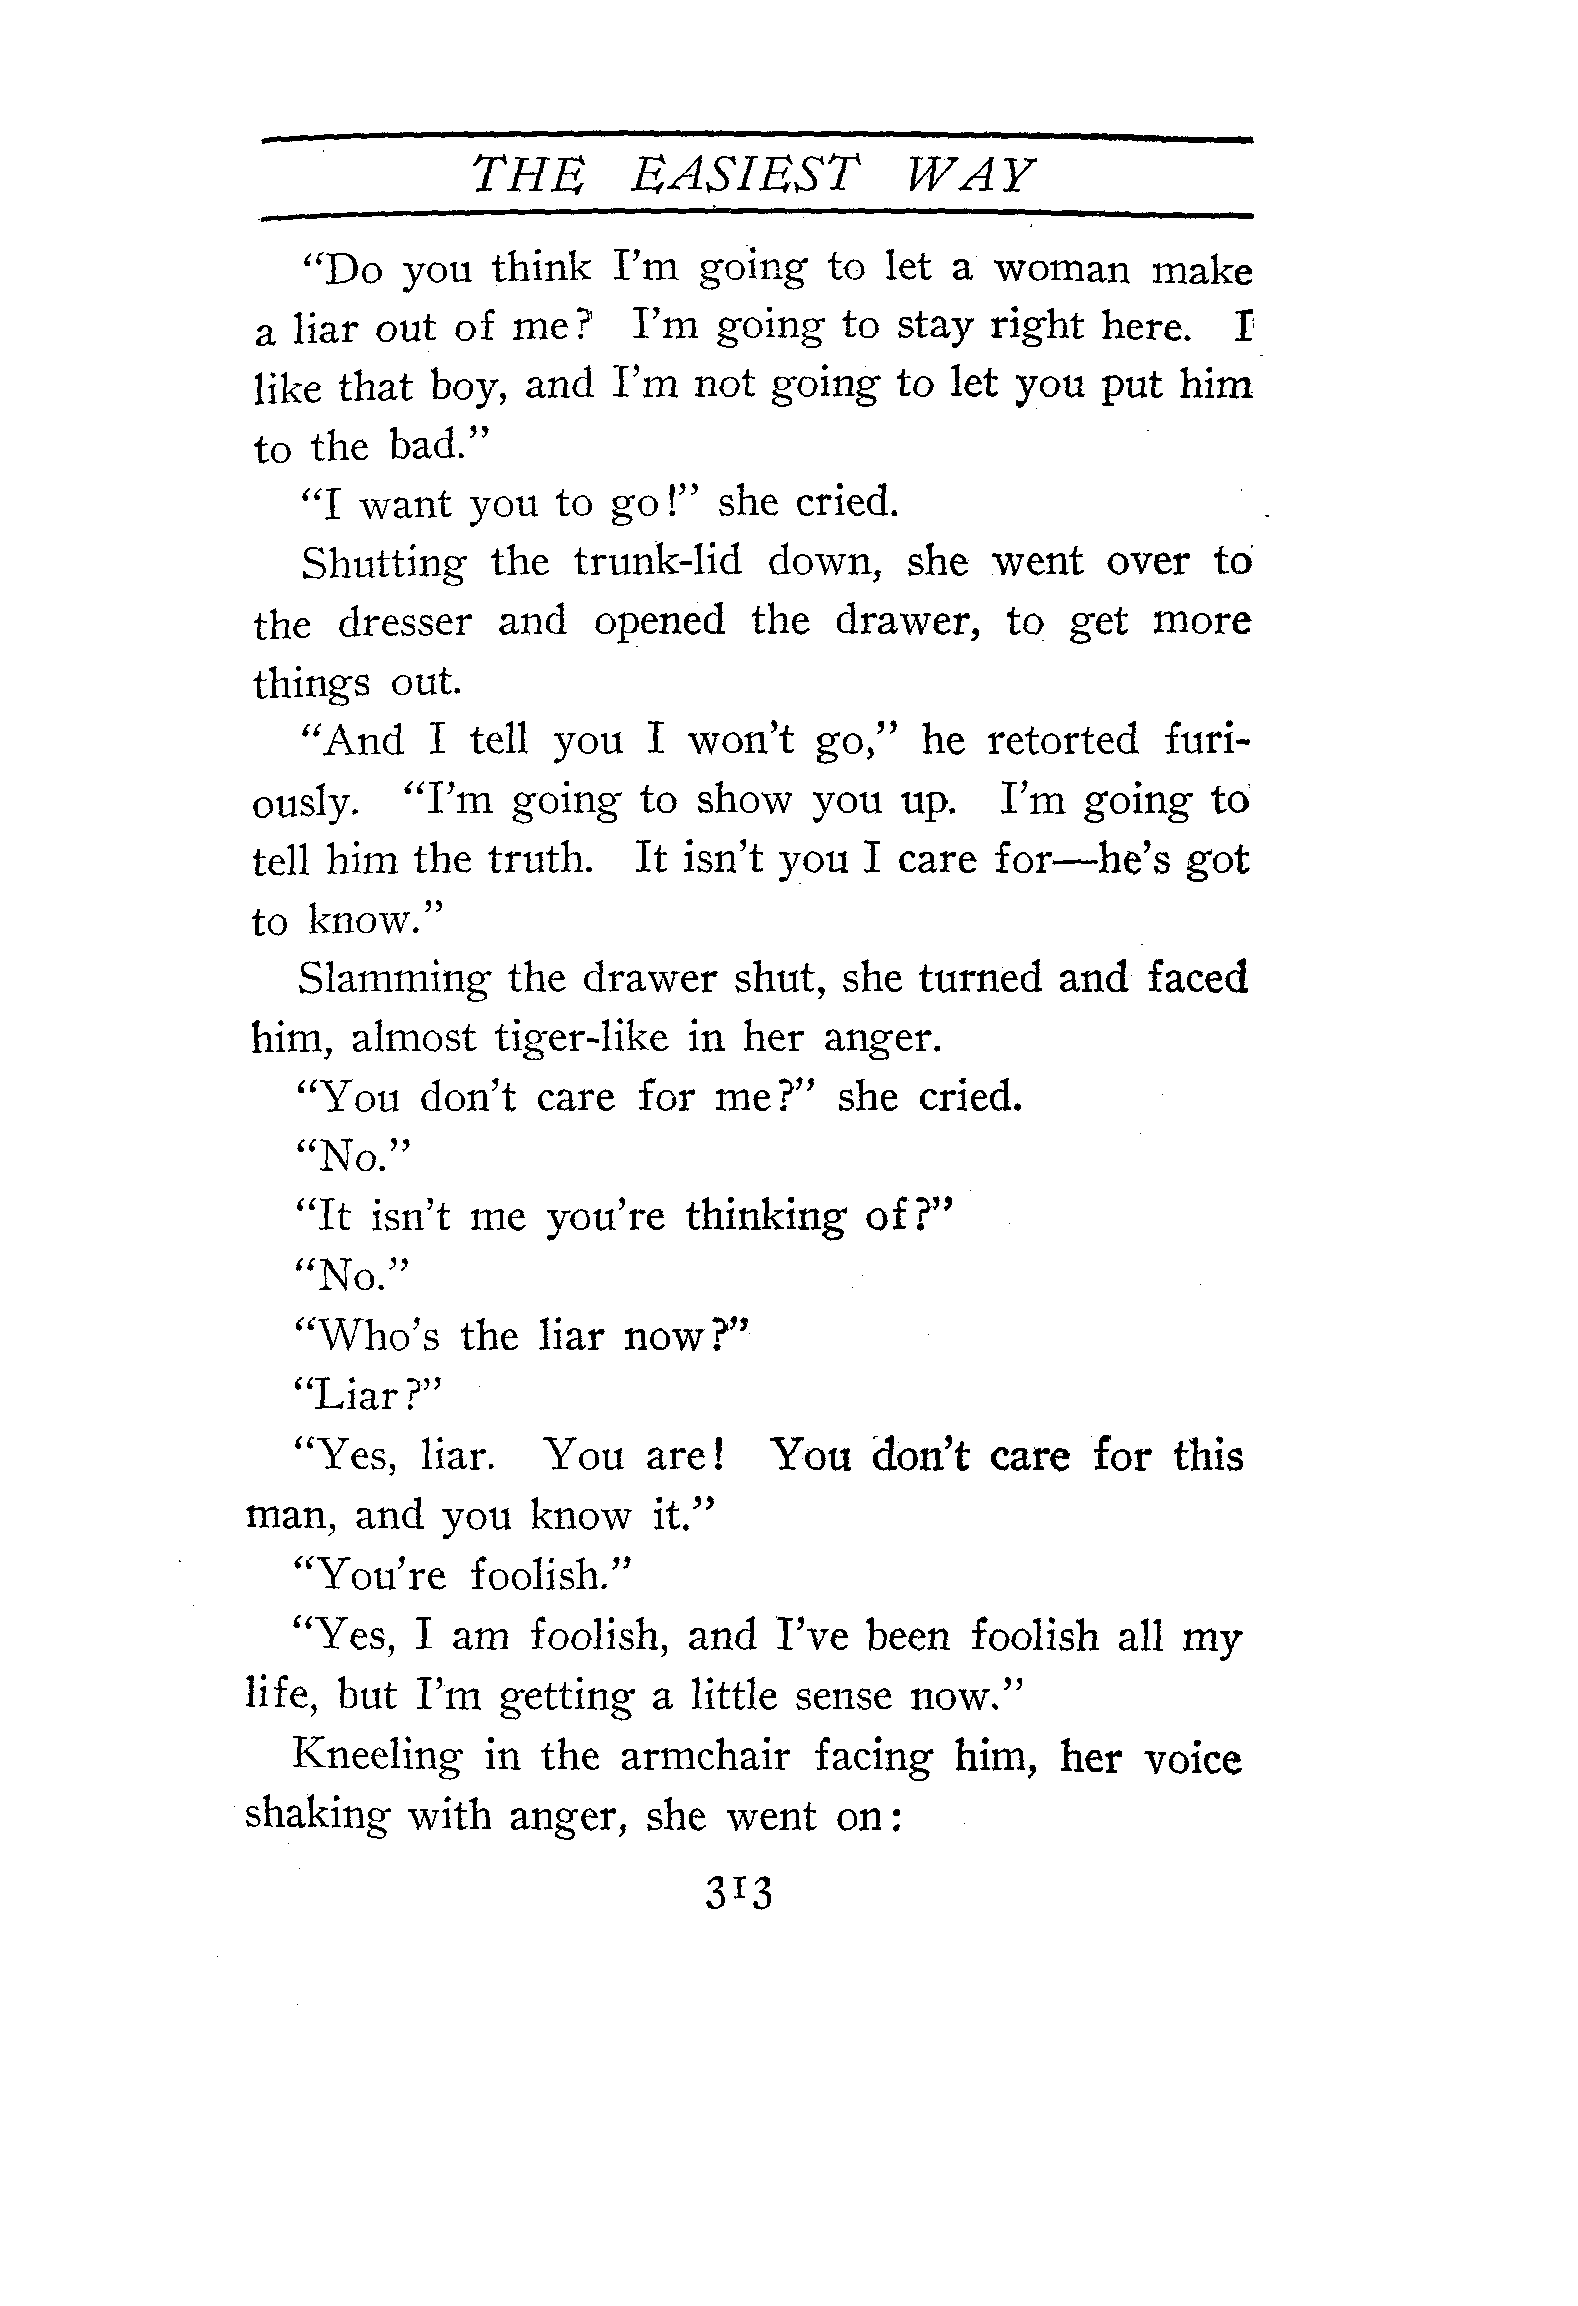 THE EASIEST WAY
"Do you think I'm going to let a woman make
a liar out of me? I'm going to stay right here. I
like that boy, and I'm not going to let you put him
to the bad."
"I want you to go!" she cried.
Shutting the trunk-lid down, she went over to
the dresser and opened the drawer, to get more
things out.
"And I tell you I won't go," he retorted furi-
ously. "I'm going to show you up. I'm going to
tell him the truth. It isn't you I care for—he's got
to know."
Slamming the drawer shut, she turned and faced
him, almost tiger-like in her anger.
"You don't care for me?" she cried.
"No."
"It isn't me you're thinking of?"
"No."
"Who's the liar now?"
"Liar?"
"Yes, liar. You are! You don't care for this
man, and you know it."
"You're foolish."
"Yes, I am foolish, and I've been foolish all my
life, but I'm getting a little sense now."
Kneeling in the armchair facing him, her voice
shaking with anger, she went on:
313